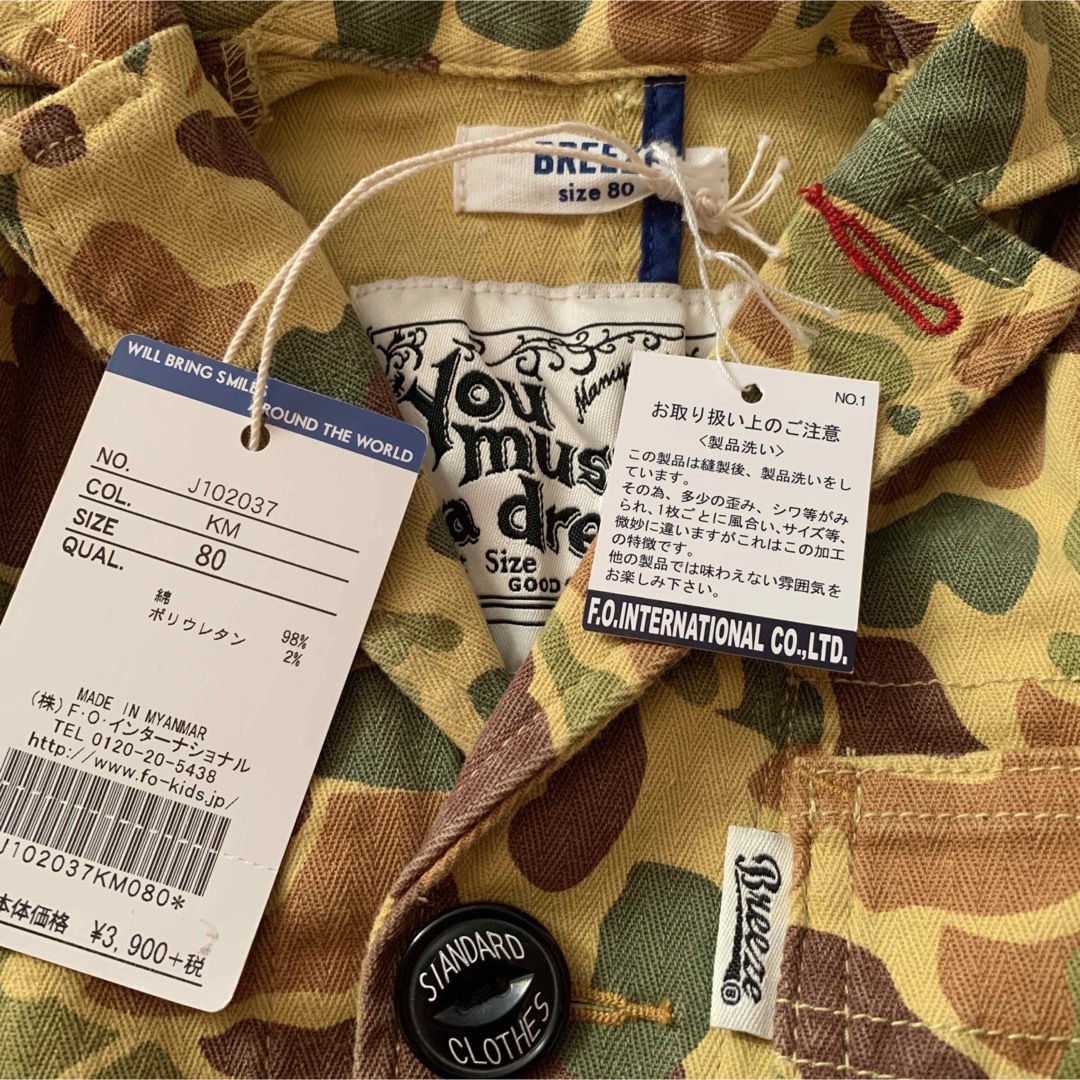 BREEZE
size 80
WILL BRING SMILES
AROUND THE WORLD
NO. J102037
COL. KM
SIZE 80
QUAL.
綿 98%
ポリウレタン 2%
MADE IN MYANMAR
(株)F・O・インターナショナル
TEL 0120-20-5438
http://www.fo-kids.jp/
J102037KM080*
本体価格 ¥3,900+税
You
must
a dre
Size
GOOD
NO.1
お取り扱い上のご注意
〈製品洗い〉
この製品は縫製後、製品洗いをし
ています。
その為、多少の歪み、シワ等がみ
られ、1枚ごとに風合い、サイズ等、
微妙に違いますがこれはこの加工
の特徴です。
他の製品では味わえない雰囲気を
お楽しみ下さい。
F.O.INTERNATIONAL CO.,LTD.
Breeze
STANDARD
CLOTHES